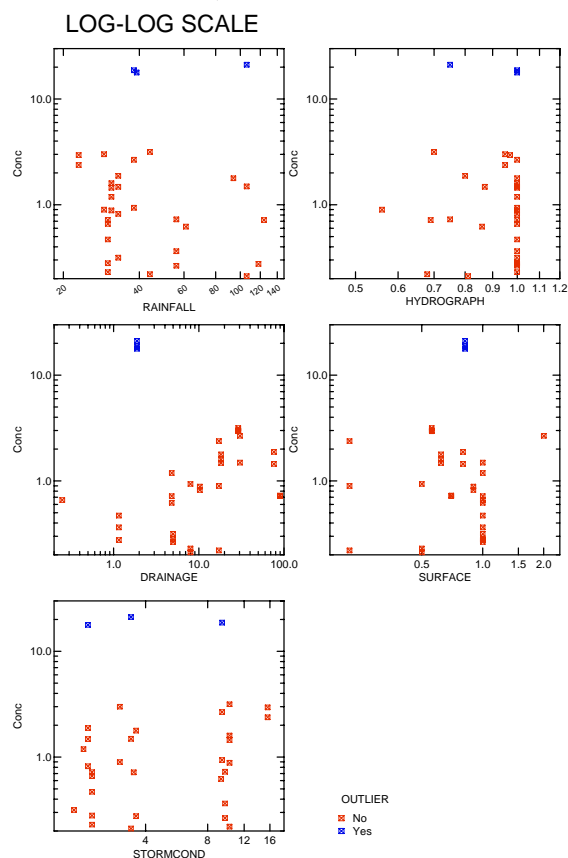 LOG-LOG SCALE
Conc
10.0
1.0
20
40
60
80
100
120
140
RAINFALL
Conc
10.0
1.0
0.5
0.6
0.7
0.8
0.9
1.0
1.1
1.2
HYDROGRAPH
Conc
10.0
1.0
1.0
10.0
100.0
DRAINAGE
Conc
10.0
1.0
0.5
1.0
1.5
2.0
SURFACE
Conc
10.0
1.0
4
8
12
16
STORMCOND
OUTLIER
No
Yes